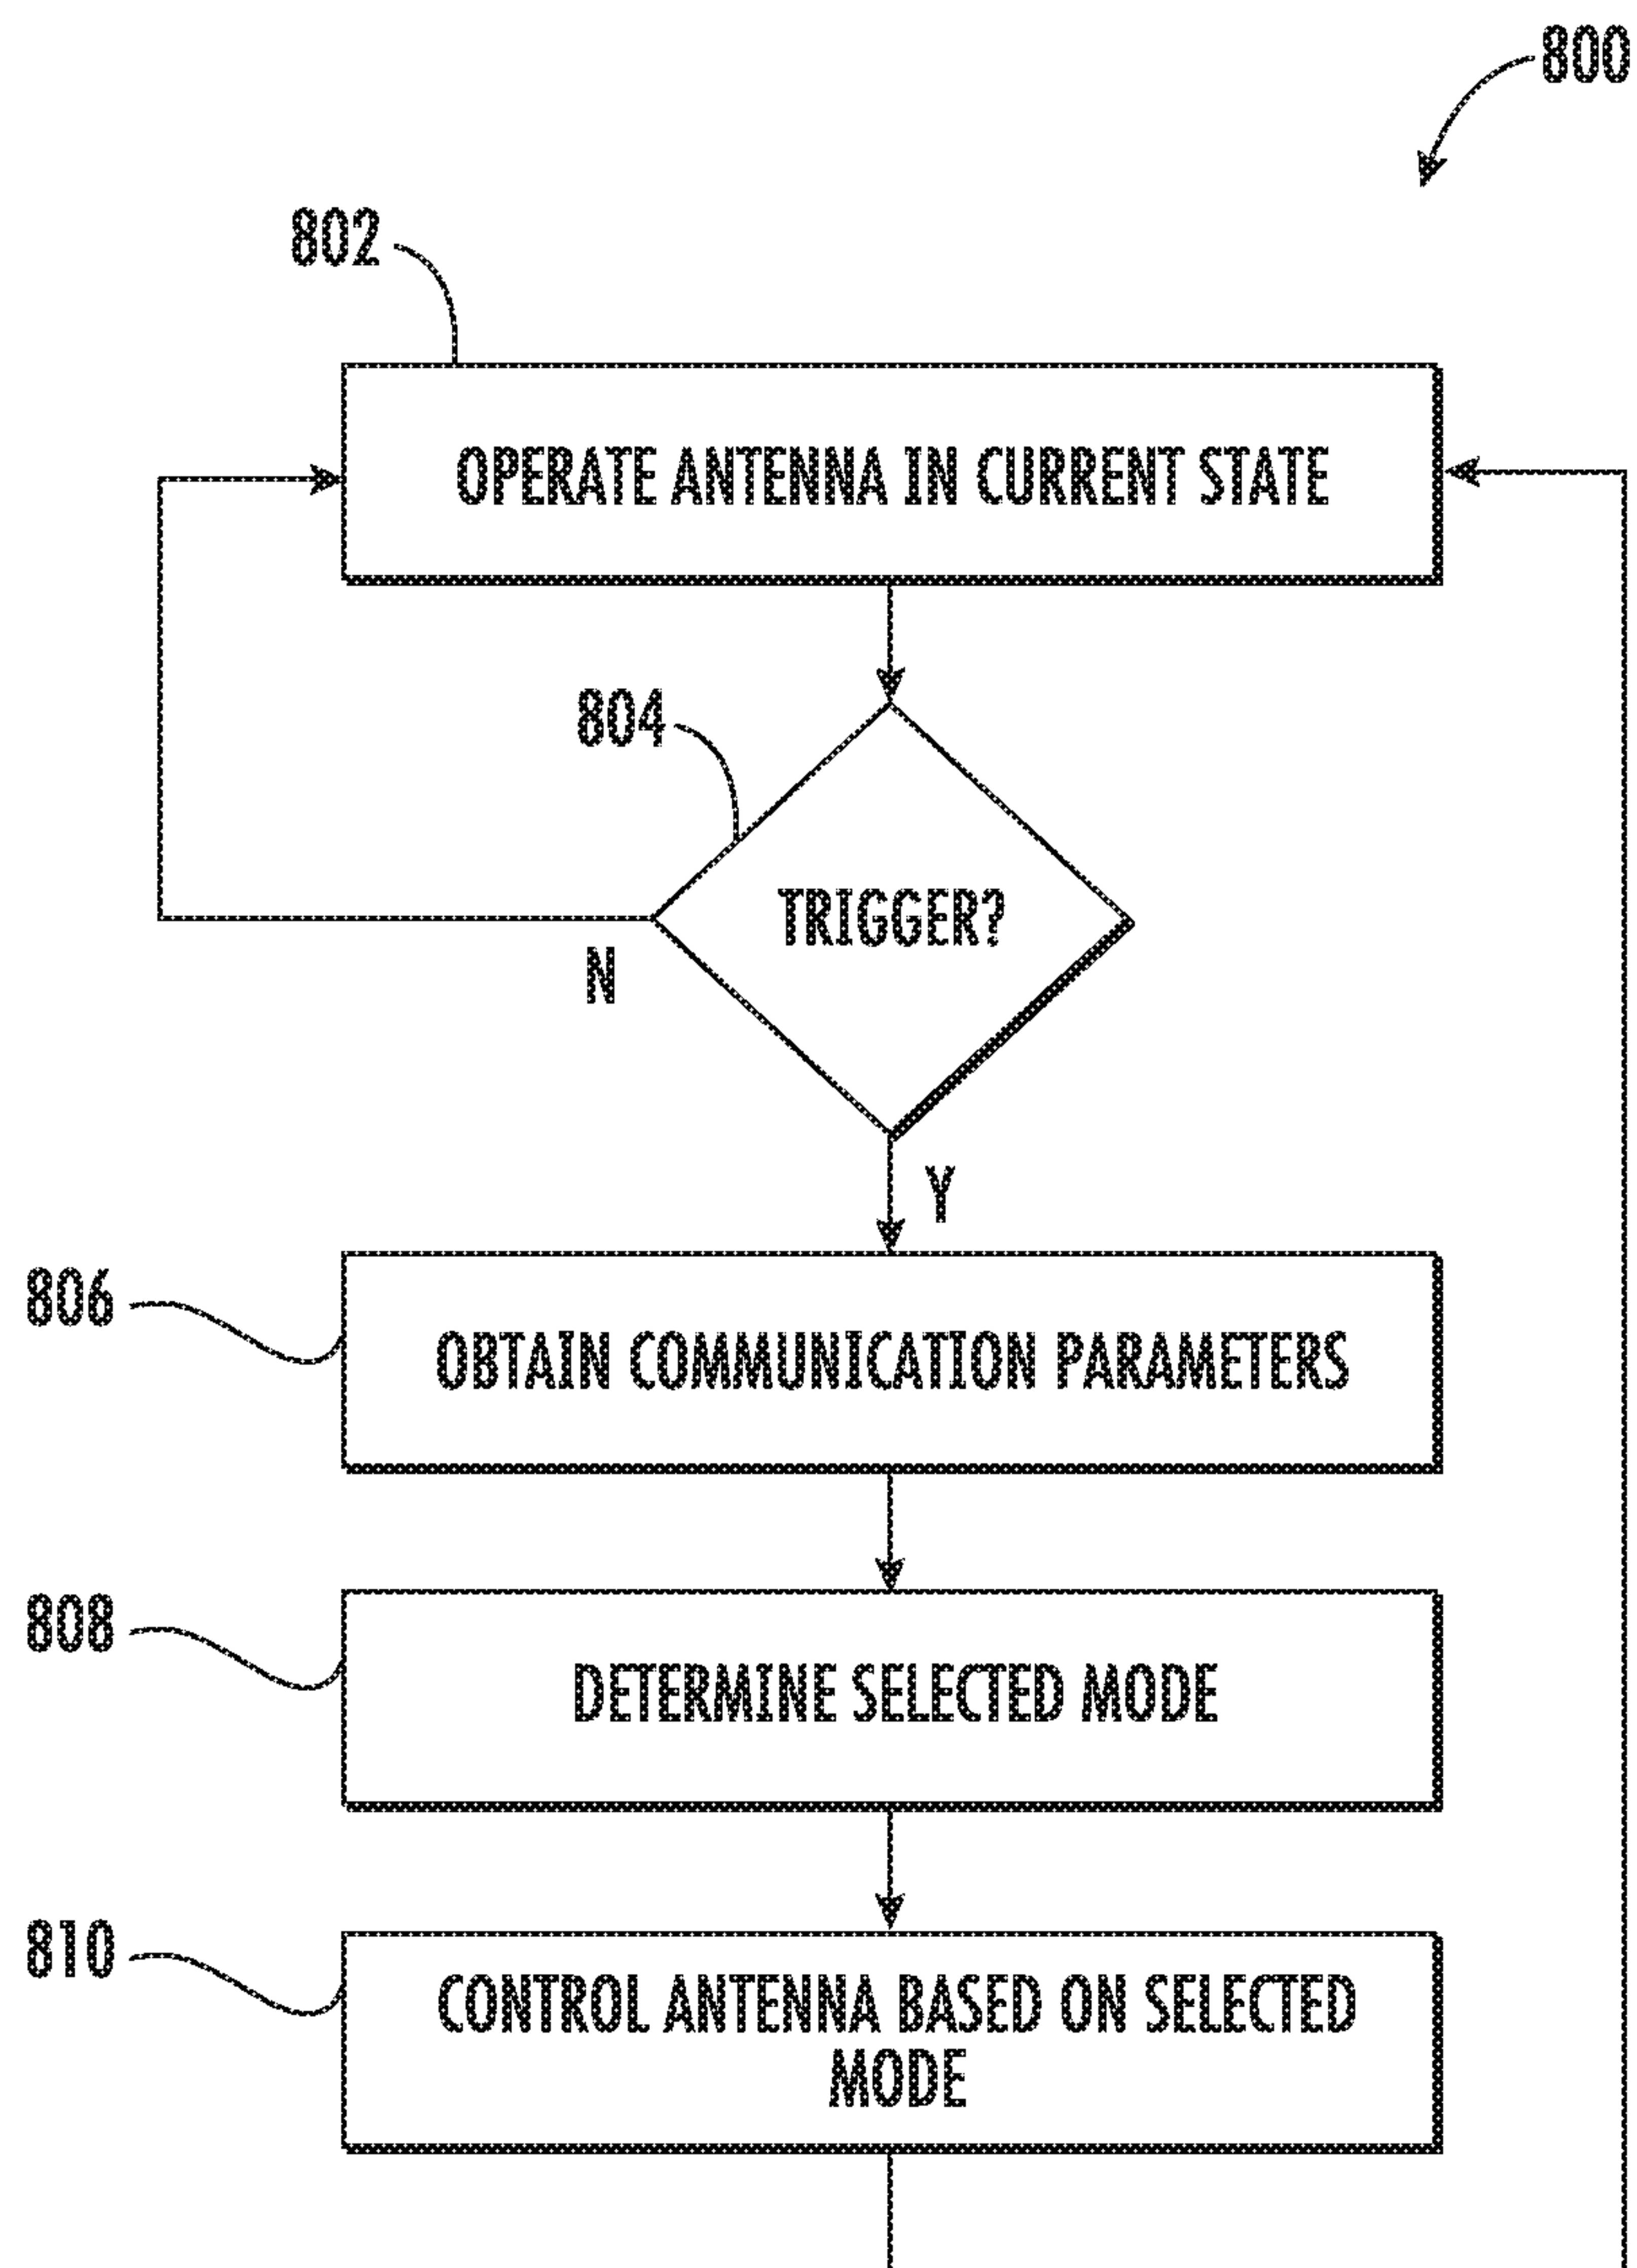 800
802
OPERATE ANTENNA IN CURRENT STATE
804
TRIGGER?
N
Y
806
OBTAIN COMMUNICATION PARAMETERS
808
DETERMINE SELECTED MODE
810
CONTROL ANTENNA BASED ON SELECTED
MODE